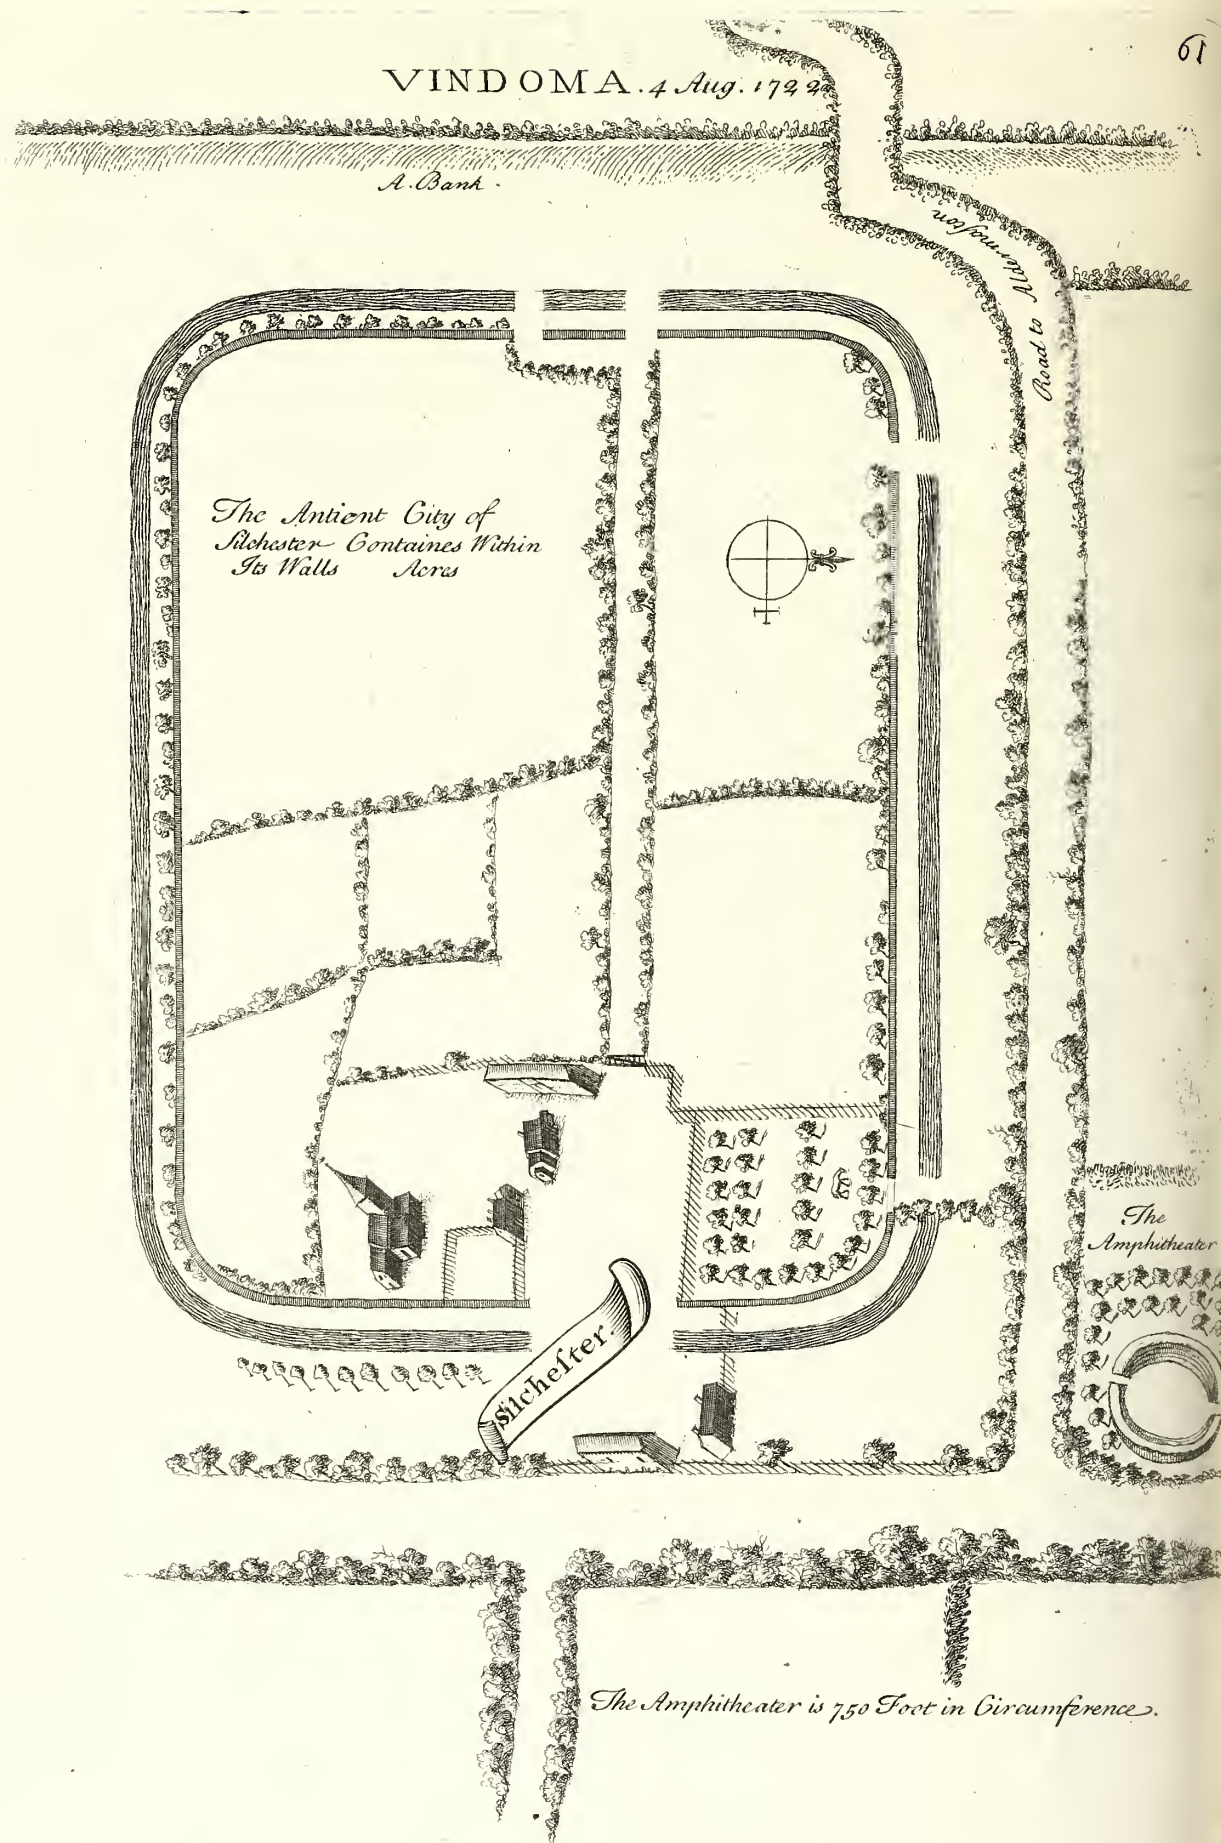 61
VINDOMA. 4 Aug. 1722
A. Bank.
Road to Aldermaſton
The Antient City of
Silchester Containes Within
Its Walls Acres
The
Amphitheater
Silcheſter.
The Amphitheater is 750 Foot in Circumference.